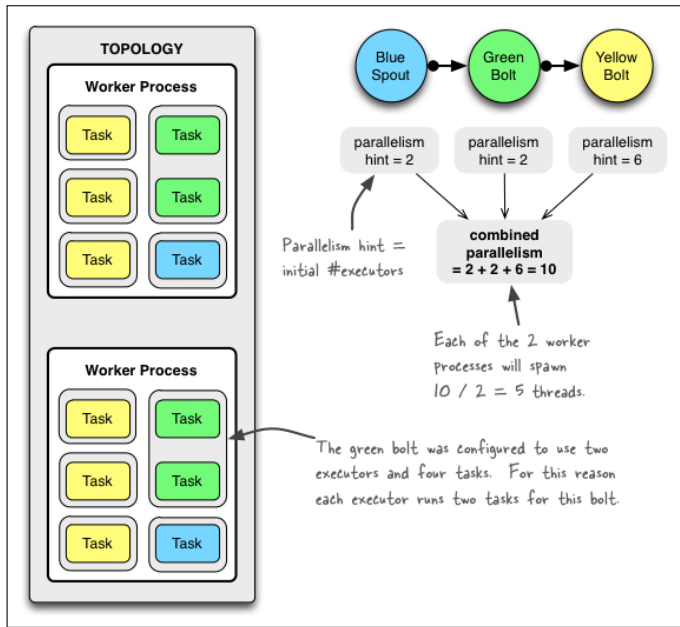 TOPOLOGY
Worker Process
Task
Task
Task
Task
Task
Task
Worker Process
Task
Task
Task
Task
Task
Task
Blue
Spout
Green
Bolt
Yellow
Bolt
parallelism
hint = 2
parallelism
hint = 2
parallelism
hint = 6
Parallelism hint =
initial #executors
combined
parallelism
= 2 + 2 + 6 = 10
Each of the 2 worker
processes will spawn
10 / 2 = 5 threads.
The green bolt was configured to use two
executors and four tasks. For this reason
each executor runs two tasks for this bolt.